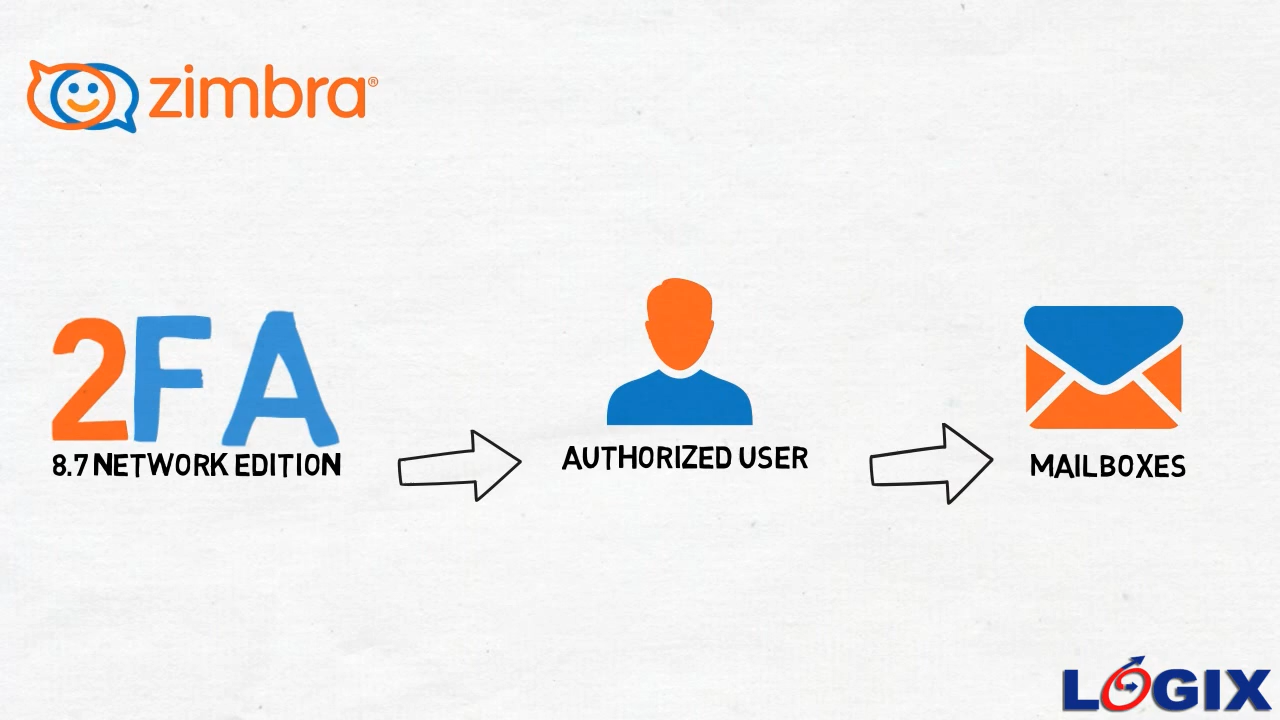 zimbra®
2FA
8.7 NETWORK EDITION
AUTHORIZED USER
MAILBOXES
LOGIX